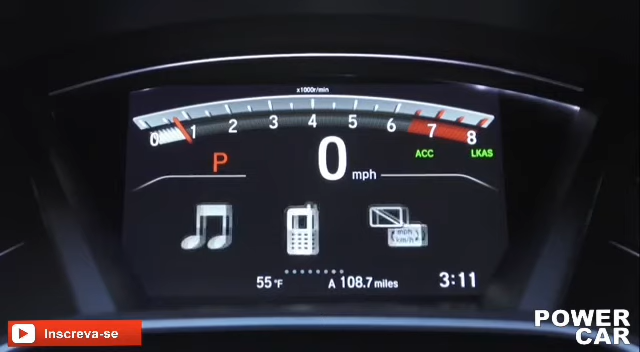 x1000r/min
0 1 2 3 4 5 6 7 8
P 0 mph ACC LKAS
mph
km/h
55 °F A 108.7 miles 3:11
Inscreva-se
POWER
CAR